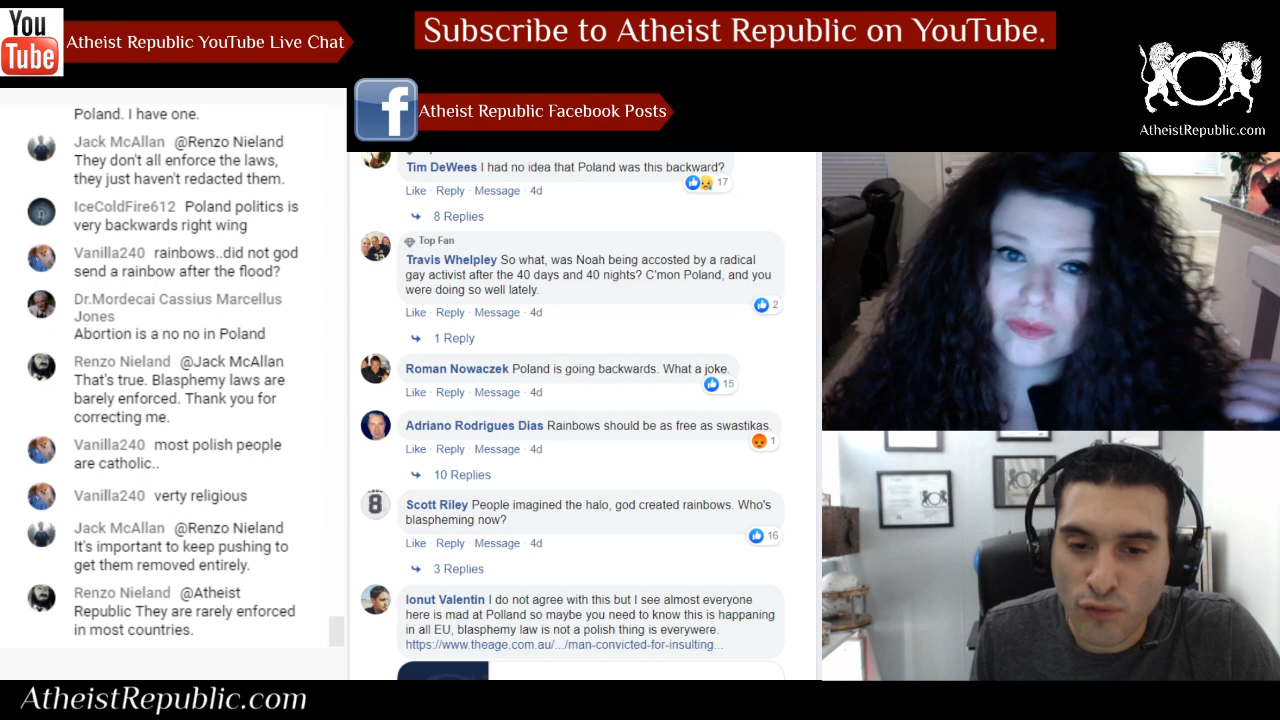 You
Tube
Atheist Republic YouTube Live Chat
Subscribe to Atheist Republic on YouTube.
Atheist Republic Facebook Posts
AtheistRepublic.com
Poland. I have one.
Jack McAllan @Renzo Nieland
They don't all enforce the laws,
they just haven't redacted them.
IceColdFire612 Poland politics is
very backwards right wing
Vanilla240 rainbows..did not god
send a rainbow after the flood?
Dr.Mordecai Cassius Marcellus
Jones
Abortion is a no no in Poland
Renzo Nieland @Jack McAllan
That's true. Blasphemy laws are
barely enforced. Thank you for
correcting me.
Vanilla240 most polish people
are catholic..
Vanilla240 verty religious
Jack McAllan @Renzo Nieland
It's important to keep pushing to
get them removed entirely.
Renzo Nieland @Atheist
Republic They are rarely enforced
in most countries.
Tim DeWees I had no idea that Poland was this backward?
17
Like · Reply · Message · 4d
8 Replies
Top Fan
Travis Whelpley So what, was Noah being accosted by a radical
gay activist after the 40 days and 40 nights? C'mon Poland, and you
were doing so well lately.
2
Like · Reply · Message · 4d
1 Reply
Roman Nowaczek Poland is going backwards. What a joke.
15
Like · Reply · Message · 4d
Adriano Rodrigues Dias Rainbows should be as free as swastikas.
1
Like · Reply · Message · 4d
10 Replies
8
Scott Riley People imagined the halo, god created rainbows. Who's
blaspheming now?
16
Like · Reply · Message · 4d
3 Replies
Ionut Valentin I do not agree with this but I see almost everyone
here is mad at Polland so maybe you need to know this is happaning
in all EU, blasphemy law is not a polish thing is everywere.
https://www.theage.com.au/.../man-convicted-for-insulting...
AtheistRepublic.com